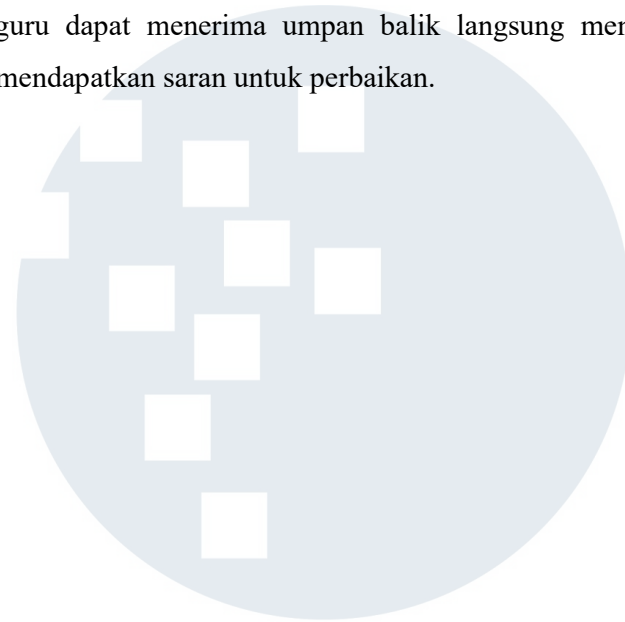 guru dapat menerima umpan balik langsung mer
mendapatkan saran untuk perbaikan.